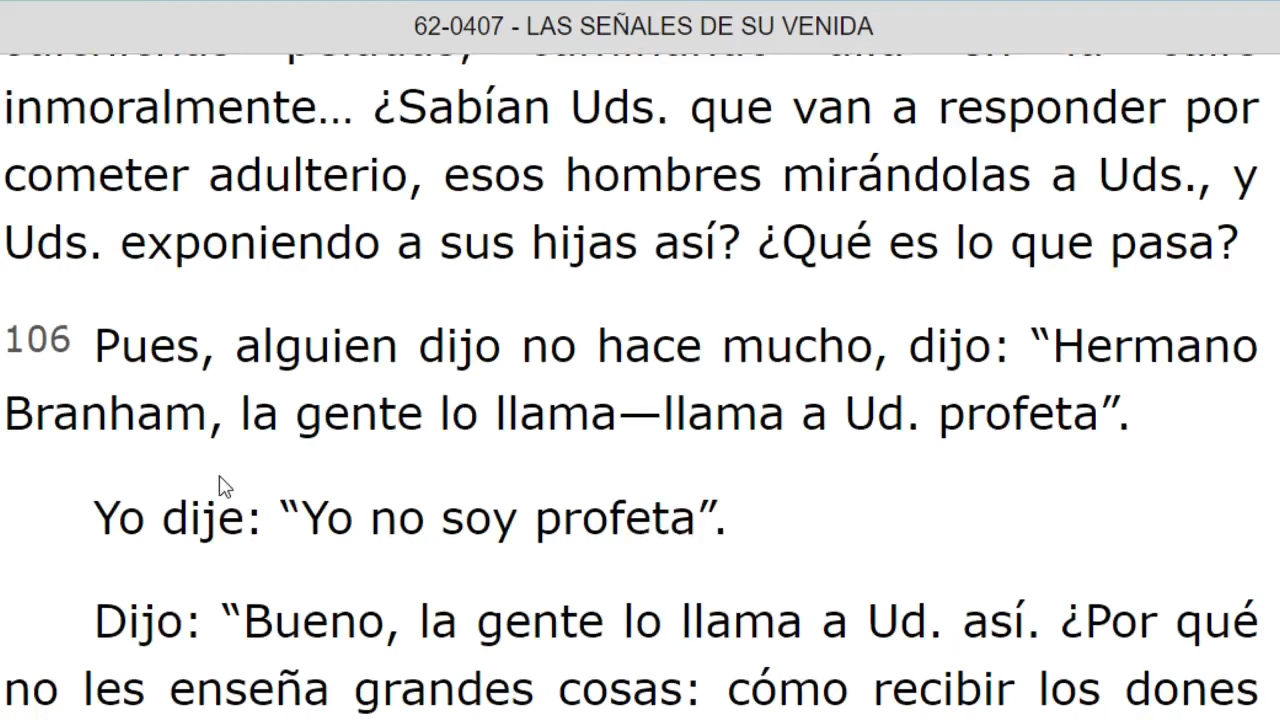 62-0407 - LAS SEÑALES DE SU VENIDA
inmoralmente... ¿Sabían Uds. que van a responder por
cometer adulterio, esos hombres mirándolas a Uds., y
Uds. exponiendo a sus hijas así? ¿Qué es lo que pasa?
106 Pues, alguien dijo no hace mucho, dijo: “Hermano
Branham, la gente lo llama—llama a Ud. profeta”.
Yo dije: “Yo no soy profeta”.
Dijo: “Bueno, la gente lo llama a Ud. así. ¿Por qué
no les enseña grandes cosas: cómo recibir los dones